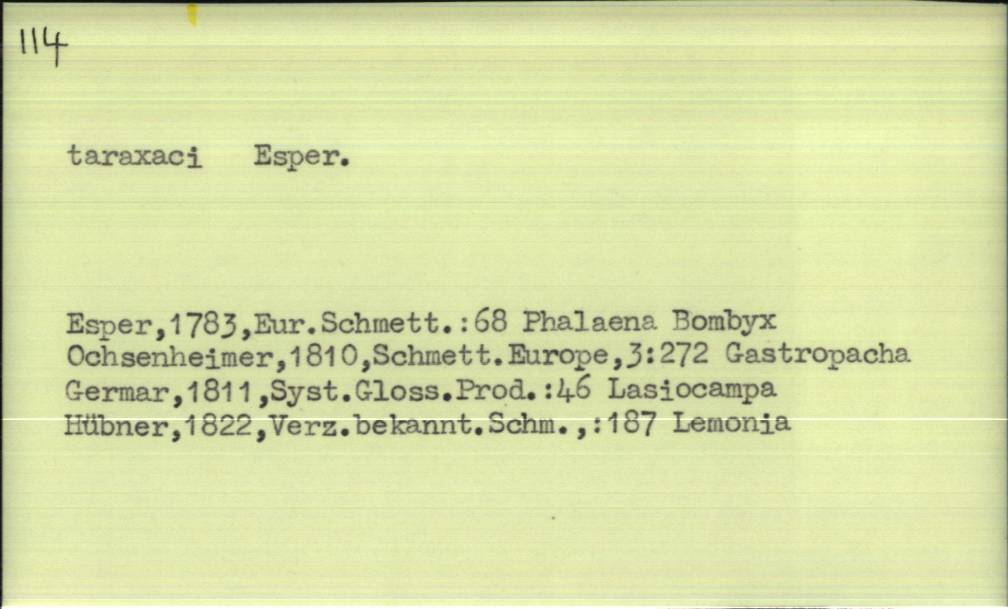 114
taraxaci Esper.
Esper,1783,Eur.Schmett.:68 Phalaena Bombyx
Ochsenheimer,1810,Schmett.Europe,3:272 Gastropacha
Germar,1811,Syst.Gloss.Prod.:46 Lasiocampa
Hübner,1822,Verz.bekannt.Schm.,:187 Lemonia